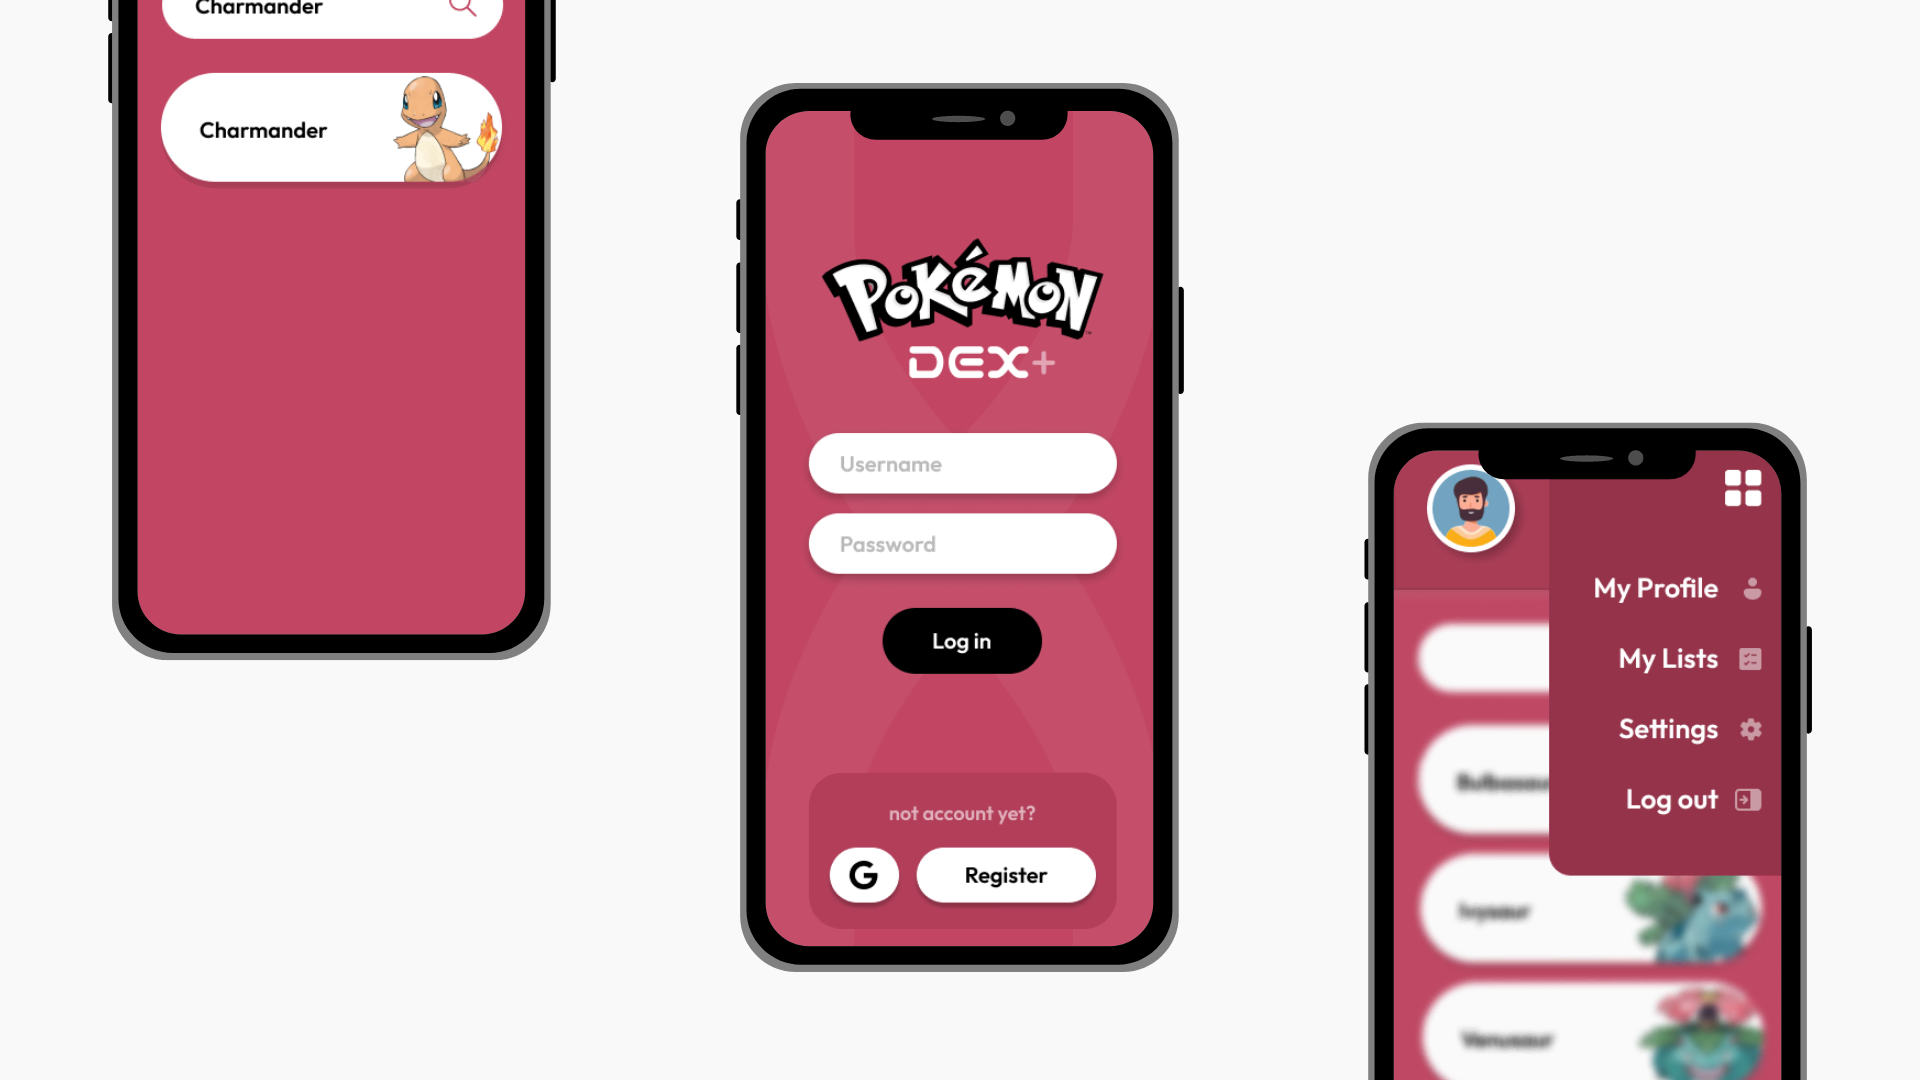 Charmander
Charmander
POKéMON
DEX+
Username
Password
Log in
not account yet?
G
Register
My Profile
My Lists
Settings
Log out
Ivysaur
Venusaur